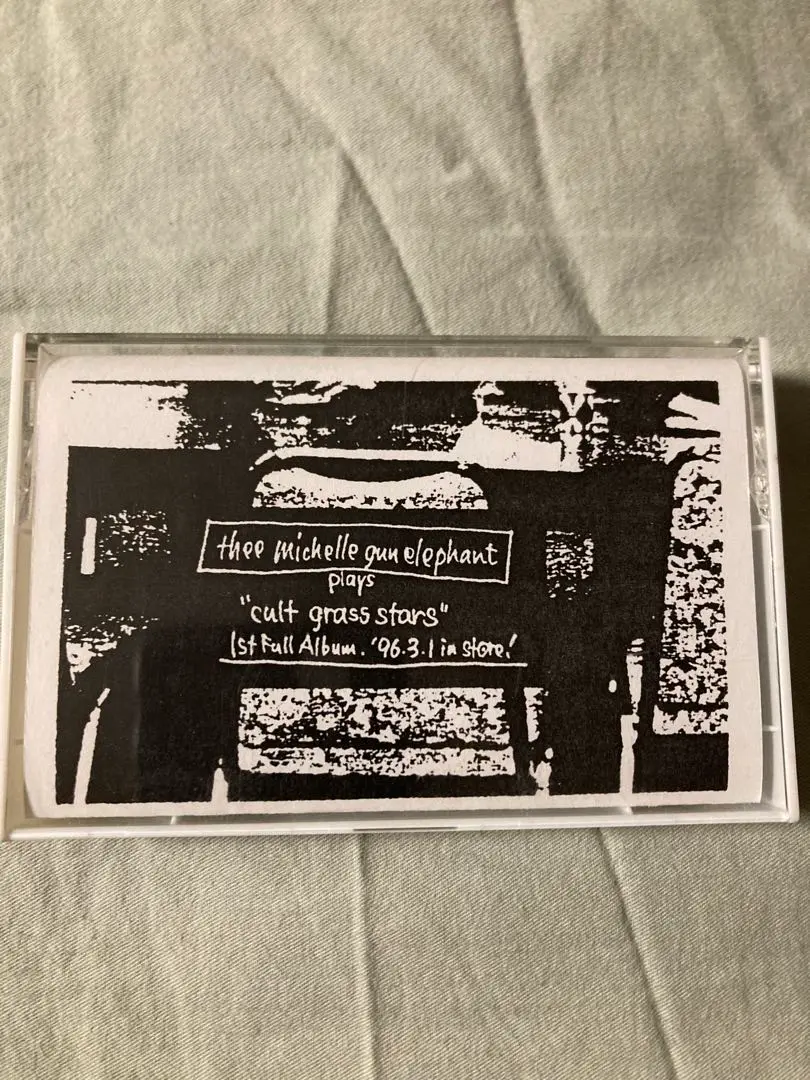 thee michelle gun elephant
plays
"cult grass stars"
1st Full Album. '96.3.1 in store!